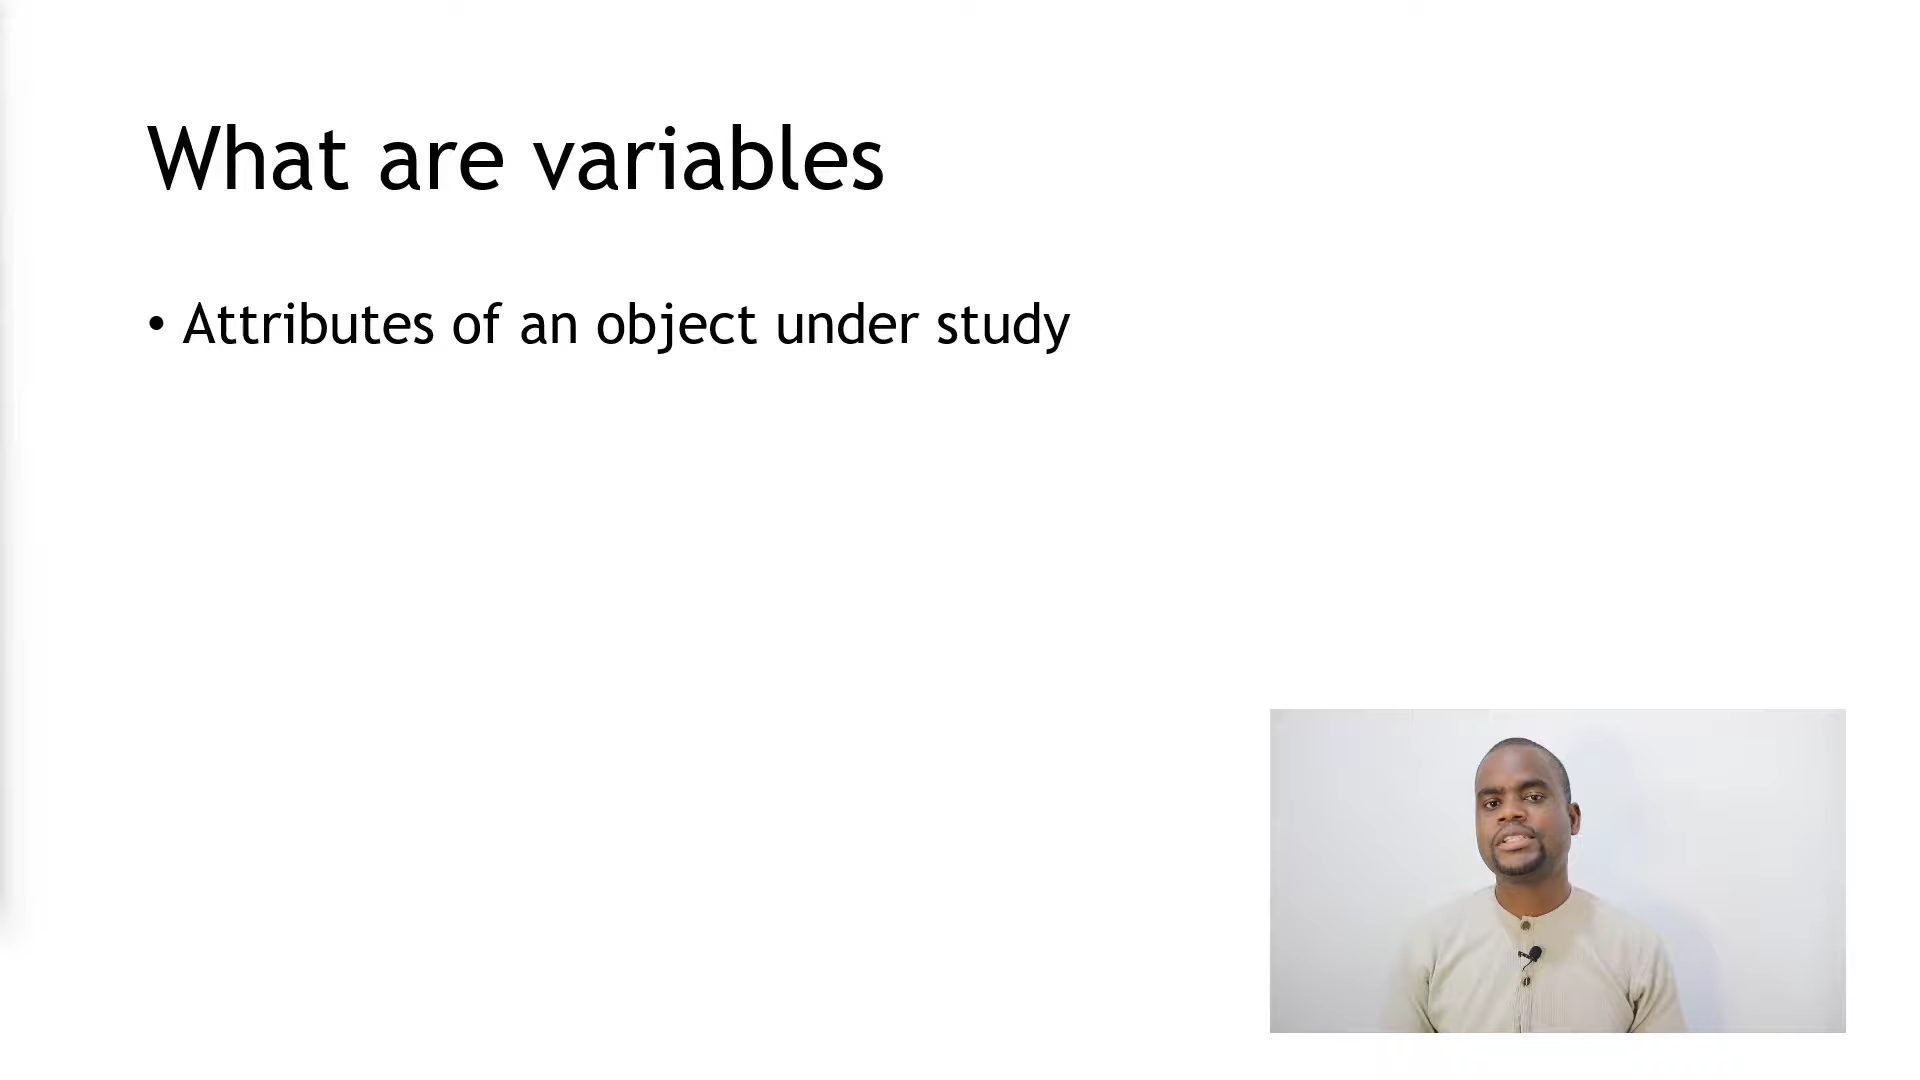 What are variables
• Attributes of an object under study